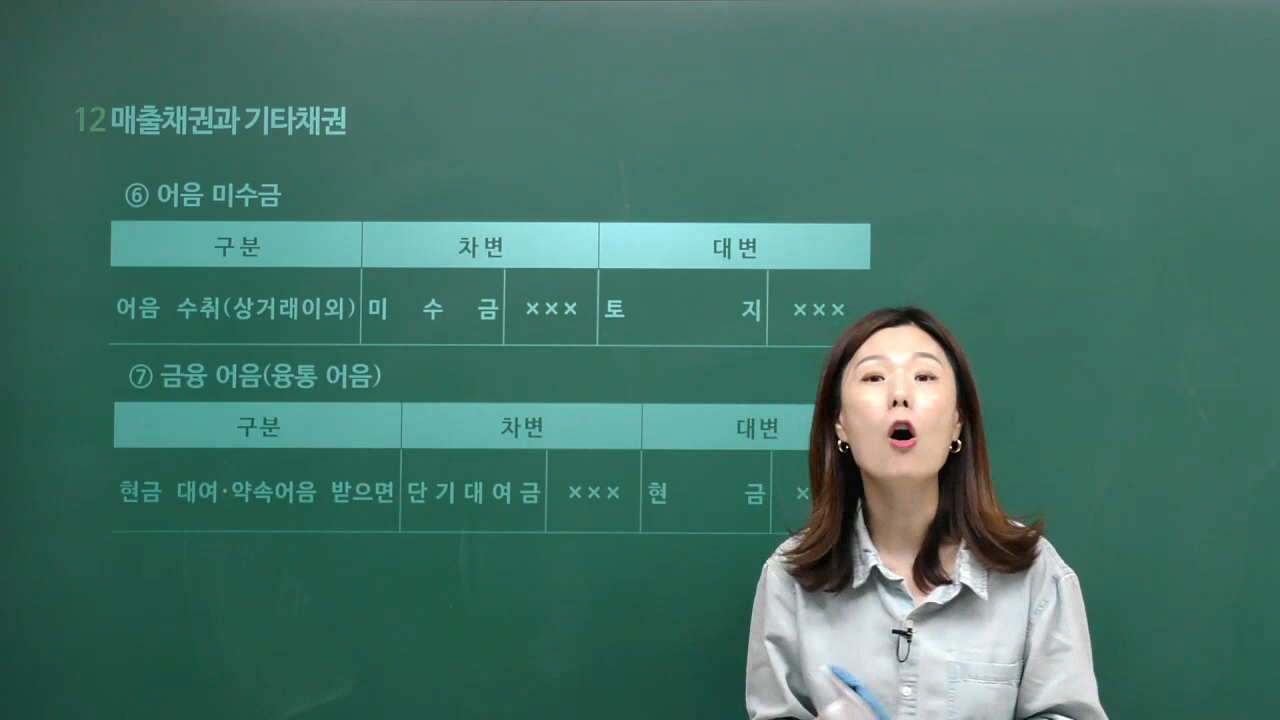 12 매출채권과 기타채권
⑥ 어음 미수금
구분 차변 대변
어음 수취(상거래이외) 미수금 ××× 토지 ×××
⑦ 금융 어음(융통 어음)
구분 차변 대변
현금 대여·약속어음 받으면 단기대여금 ××× 현금